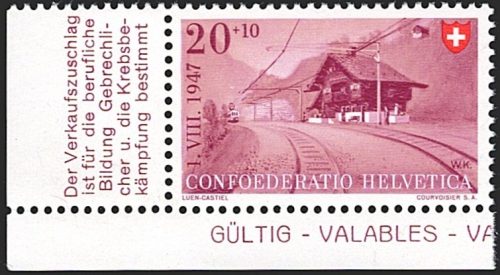 Der Verkaufszuschlag
ist für die berufliche
Bildung Gebrechli-
cher u. die Krebsbe-
kämpfung bestimmt
20+10
1. VIII. 1947
W.K.
CONFOEDERATIO HELVETICA
LUEN-CASTIEL COURVOISIER S.A.
GÜLTIG - VALABLES - VA